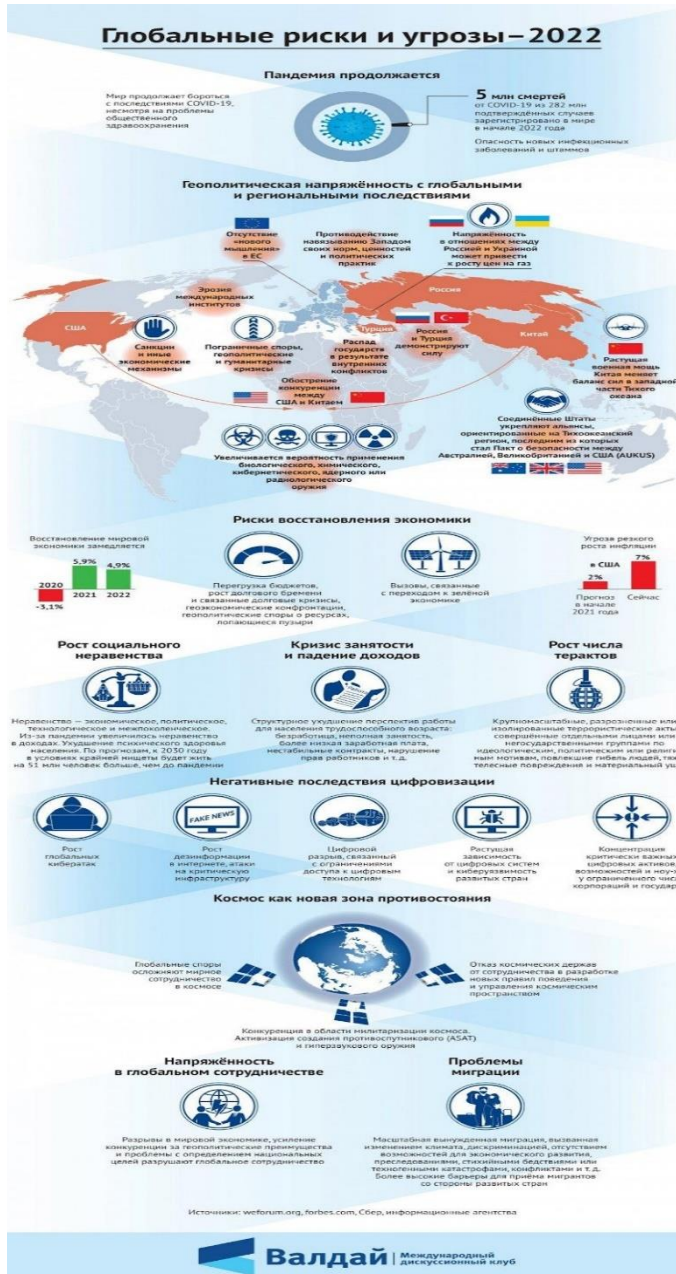 Глобальные риски и угрозы–2022
Пандемия продолжается
Мир продолжает бороться
с последствиями COVID-19,
несмотря на проблемы
общественного
здравоохранения
5 млн смертей
от COVID-19 из 282 млн
подтверждённых случаев
зарегистрировано в мире
в начале 2022 года
Опасность новых инфекционных
заболеваний и штаммов
Геополитическая напряжённость с глобальными
и региональными последствиями
Отсутствие
«нового
мышления»
в ЕС
Противодействие
навязыванию Западом
своих норм, ценностей
и политических
практик
Напряжённость
в отношениях между
Россией и Украиной
может привести
к росту цен на газ
Эрозия
международных
институтов
Россия
США
Турция
Китай
Санкции
и иные
экономические
механизмы
Пограничные споры,
геополитические
и гуманитарные
кризисы
Распад
государств
в результате
внутренних
конфликтов
Россия
и Турция
демонстрируют
силу
Растущая
военная мощь
Китая меняет
баланс сил в западной
части Тихого
океана
Обострение
конкуренции
между
США и Китаем
Соединённые Штаты
укрепляют альянсы,
ориентированные на Тихоокеанский
регион, последним из которых
стал Пакт о безопасности между
Австралией, Великобританией и США (AUKUS)
Увеличивается вероятность применения
биологического, химического,
кибернетического, ядерного или
радиологического
оружия
Риски восстановления экономики
Восстановление мировой
экономики замедляется
5,9%
4,9%
2020
2021
2022
-3,1%
Перегрузка бюджетов,
рост долгового бремени
и связанные долговые кризисы,
геоэкономические конфронтации,
геополитические споры о ресурсах,
лопающиеся пузыри
Вызовы, связанные
с переходом к зелёной
экономике
Угроза резкого
роста инфляции
в США
7%
2%
Прогноз
в начале
2021 года
Сейчас
Рост социального
неравенства
Неравенство — экономическое, политическое,
технологическое и межпоколенческое.
Из-за пандемии увеличилось неравенство
в доходах. Ухудшение психического здоровье
населения. По прогнозам, к 2030 году
в условиях крайней нищеты будет жить
на 51 млн человек больше, чем до пандемии
Кризис занятости
и падение доходов
Структурное ухудшение перспектив работы
для населения трудоспособного возраста:
безработица, неполная занятость,
более низкая заработная плата,
нестабильные контракты, нарушение
прав работников и т.д.
Рост числа
терактов
Крупномасштабные, разрозненные или
изолированные террористические акты
совершённые отдельными лицами или
негосударственными группами по
идеологическим, политическим или религи
ным мотивам, повлекшие гибель людей, тяж
телесные повреждения и материальный ущ
Негативные последствия цифровизации
Рост
глобальных
кибератак
FAKE NEWS
Рост
дезинформации
в интернете, атаки
на критическую
инфраструктуру
Цифровой
разрыв, связанный
с ограничениями
доступа к цифровым
технологиям
Растущая
зависимость
от цифровых систем
и киберуязвимость
развитых стран
Концентрация
критически важных
цифровых активов,
возможностей и ноу-х
у ограниченного числ
корпораций и государ
Космос как новая зона противостояния
Глобальные споры
осложняют мирное
сотрудничество
в космосе
Отказ космических держав
от сотрудничества в разработке
новых правил поведения
и управления космическим
пространством
Конкуренция в области милитаризации космоса.
Активизация создания противоспутникового (ASAT)
и гиперзвукового оружия
Напряжённость
в глобальном сотрудничестве
Разрывы в мировой экономике, усиление
конкуренции за геополитические преимущества
и проблемы с определением национальных
целей разрушают глобальное сотрудничество
Проблемы
миграции
Масштабная вынужденная миграция, вызванная
изменением климата, дискриминацией, отсутствием
возможностей для экономического развития,
преследованиями, стихийными бедствиями или
техногенными катастрофами, конфликтами и т. д.
Более высокие барьеры для приёма мигрантов
со стороны развитых стран
Источники: weforum.org, forbes.com, Сбер, информационные агентства
Валдай
Международный
дискуссионный клуб